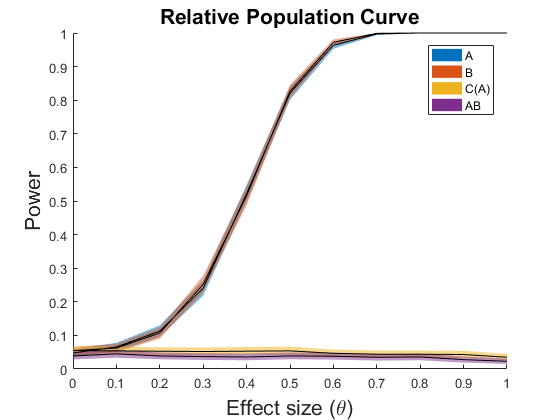 Relative Population Curve
1
0.9
0.8
0.7
0.6
0.5
0.4
0.3
0.2
0.1
0
Power
A
B
C(A)
AB
0 0.1 0.2 0.3 0.4 0.5 0.6 0.7 0.8 0.9 1
Effect size (θ)